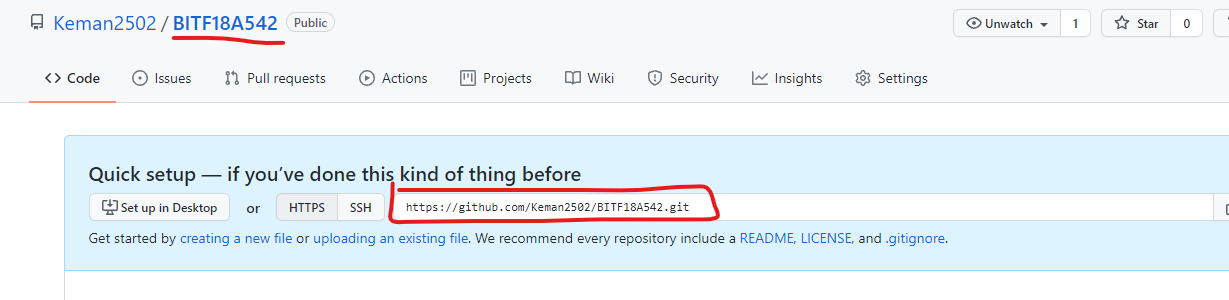 Keman2502 / BITF18A542 Public Unwatch 1 Star 0
Code Issues Pull requests Actions Projects Wiki Security Insights Settings
Quick setup — if you’ve done this kind of thing before
Set up in Desktop or HTTPS SSH https://github.com/Keman2502/BITF18A542.git
Get started by creating a new file or uploading an existing file. We recommend every repository include a README, LICENSE, and .gitignore.